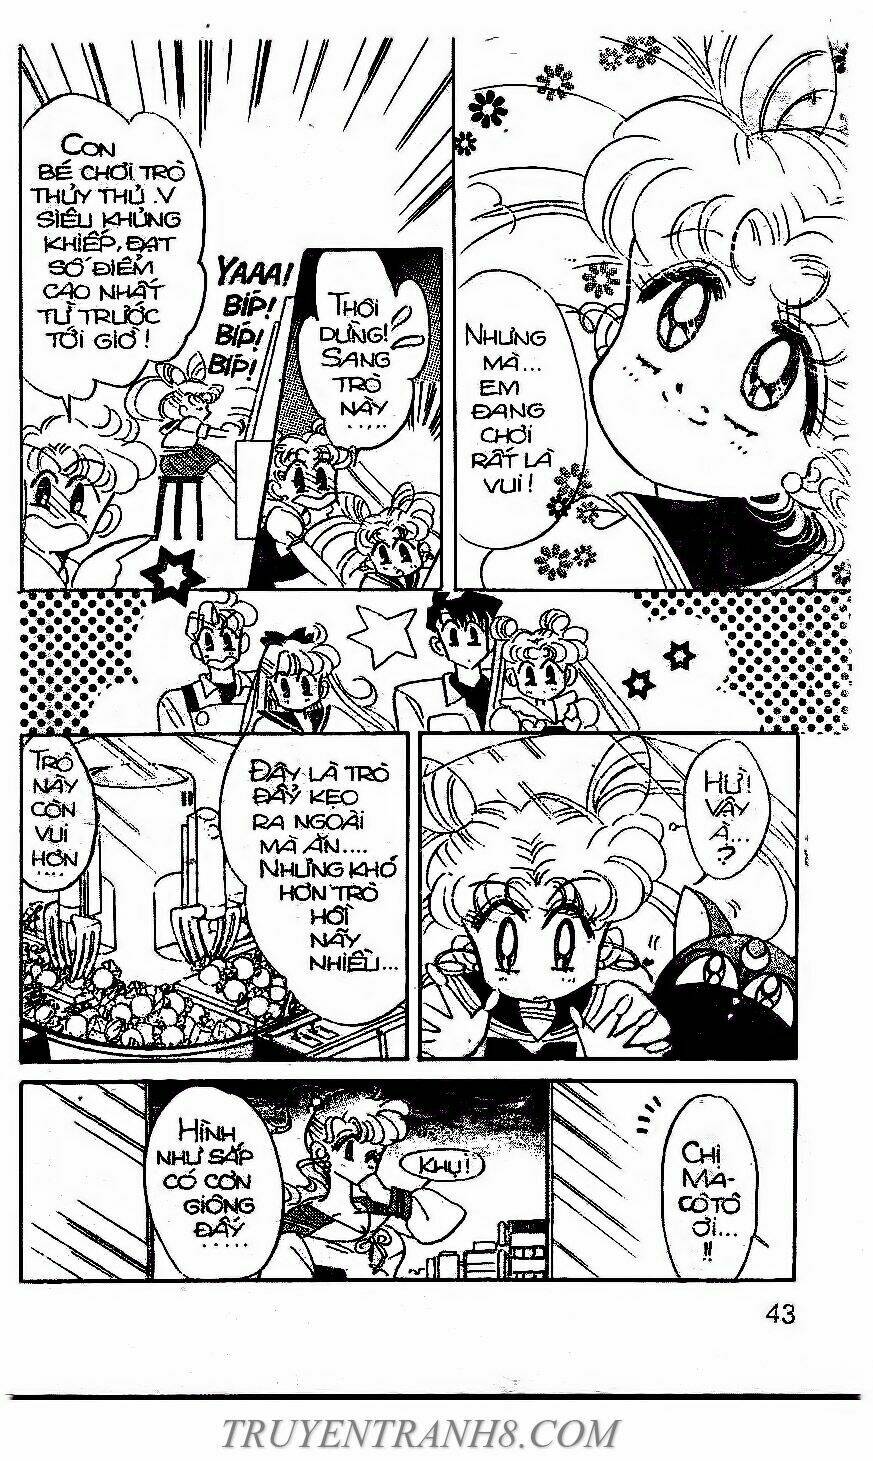 CON
BÉ CHƠI TRÒ
THỦY THỦ .V
SIÊU KHỦNG
KHIẾP, ĐẠT
SỐ ĐIỂM
CAO NHẤT
TỪ TRƯỚC
TỚI GIỜ!
YAAA!
BÍP!
BÍP!
BÍP!
THÔI
DỪNG!
SANG
TRÒ
NÀY
.....
NHƯNG
MÀ...
EM
ĐANG
CHƠI
RẤT LÀ
VUI!
TRÒ
NÀY
CÒN
VUI
HƠN
....
ĐÂY LÀ TRÒ
ĐẨY KẸO
RA NGOÀI
MÀ ĂN....
NHƯNG KHÓ
HƠN TRÒ
HỒI
NÃY
NHIỀU...
HƯ!
VẬY
À...
?
HÌNH
NHƯ SẮP
CÓ CƠN
GIÔNG
ĐẤY
.....
KHỤ!
CHỊ
MA-
CÔTÔ
ƠI...
!!
43
TRUYENTRANH8.COM